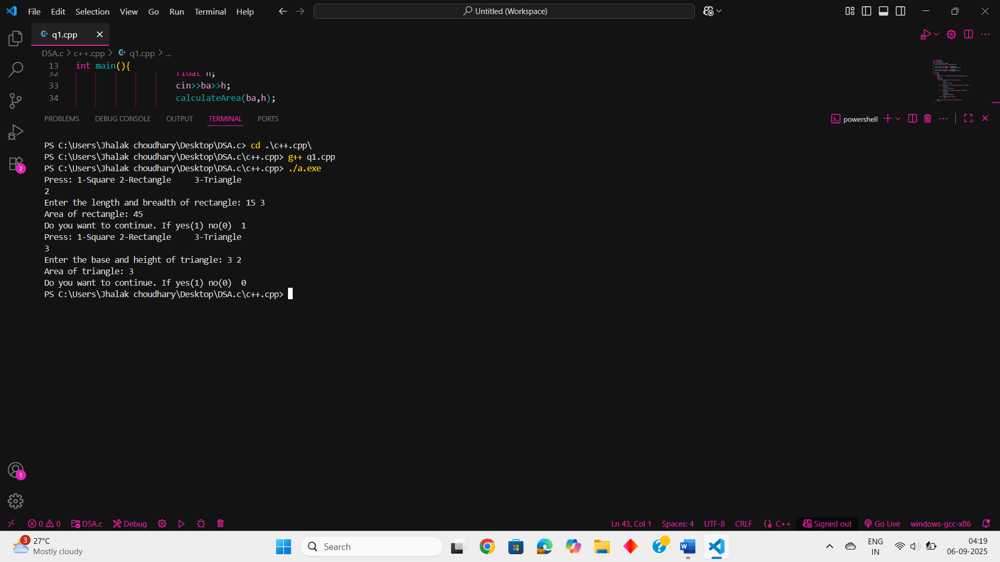 File Edit Selection View Go Run Terminal Help
Untitled (Workspace)
q1.cpp
DSA.c > c++.cpp > q1.cpp > ...
13 int main(){
32 float h;
33 cin>>ba>>h;
34 calculateArea(ba,h);
PROBLEMS DEBUG CONSOLE OUTPUT TERMINAL PORTS
powershell
PS C:\Users\Jhalak choudhary\Desktop\DSA.c> cd .\c++.cpp\
PS C:\Users\Jhalak choudhary\Desktop\DSA.c\c++.cpp> g++ q1.cpp
PS C:\Users\Jhalak choudhary\Desktop\DSA.c\c++.cpp> ./a.exe
Press: 1-Square 2-Rectangle     3-Triangle
2
Enter the length and breadth of rectangle: 15 3
Area of rectangle: 45
Do you want to continue. If yes(1) no(0)  1
Press: 1-Square 2-Rectangle     3-Triangle
3
Enter the base and height of triangle: 3 2
Area of triangle: 3
Do you want to continue. If yes(1) no(0)  0
PS C:\Users\Jhalak choudhary\Desktop\DSA.c\c++.cpp>
2
1
0 0 DSA.c Debug Ln 43, Col 1 Spaces: 4 UTF-8 CRLF {} C++ Signed out Go Live windows-gcc-x86
3 27°C
Mostly cloudy
Search
ENG
IN
04:19
06-09-2025